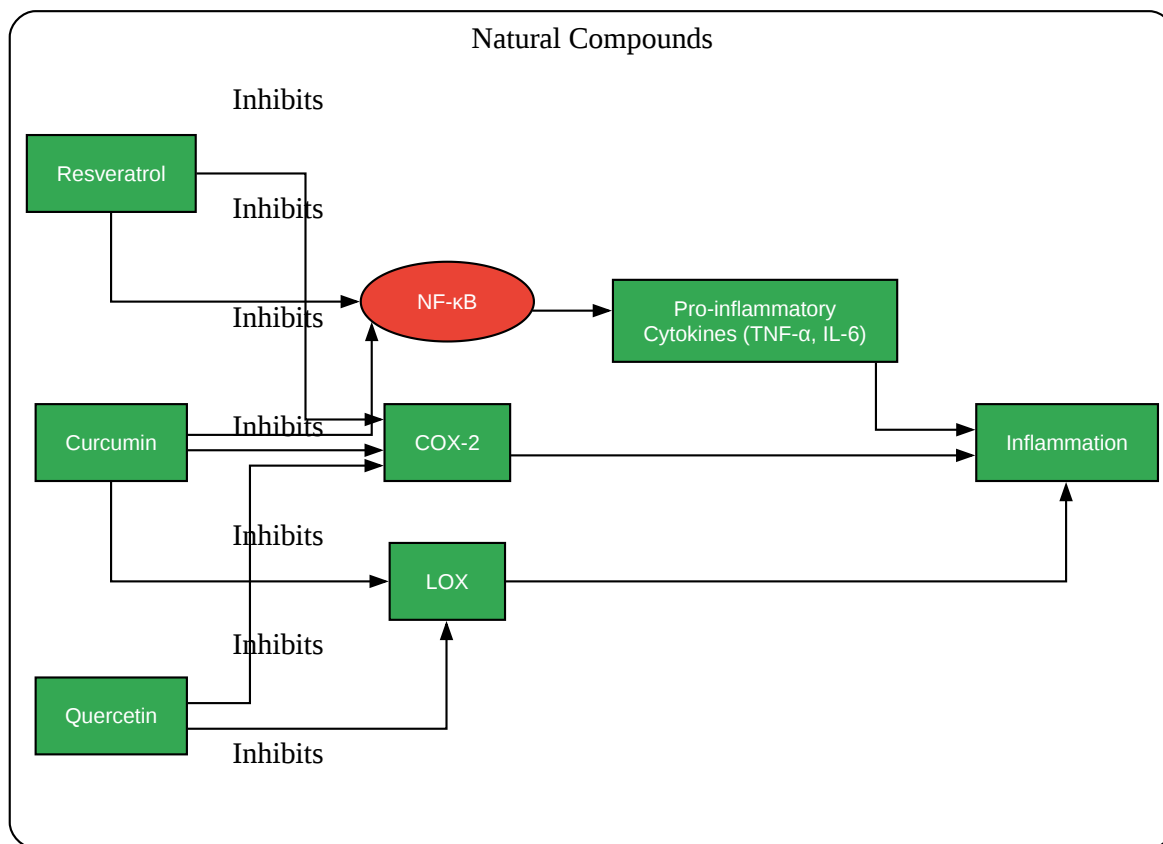 Natural Compounds
Inhibits
Resveratrol
Inhibits
NF-κB
Pro-inflammatory
Cytokines (TNF-α, IL-6)
Inhibits
Curcumin
Inhibits
COX-2
Inflammation
Inhibits
LOX
Inhibits
Quercetin
Inhibits